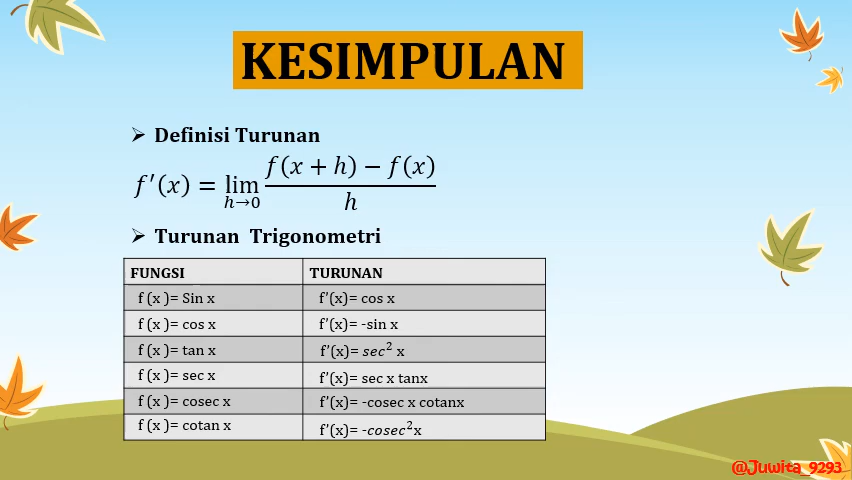 KESIMPULAN
➢ Definisi Turunan
f′(x) = lim h→0 f(x + h) − f(x) / h
➢ Turunan Trigonometri
FUNGSI TURUNAN
f (x )= Sin x f’(x)= cos x
f (x )= cos x f’(x)= -sin x
f (x )= tan x f’(x)= sec² x
f (x )= sec x f’(x)= sec x tanx
f (x )= cosec x f’(x)= -cosec x cotanx
f (x )= cotan x f’(x)= -cosec²x
@Juwita_9293